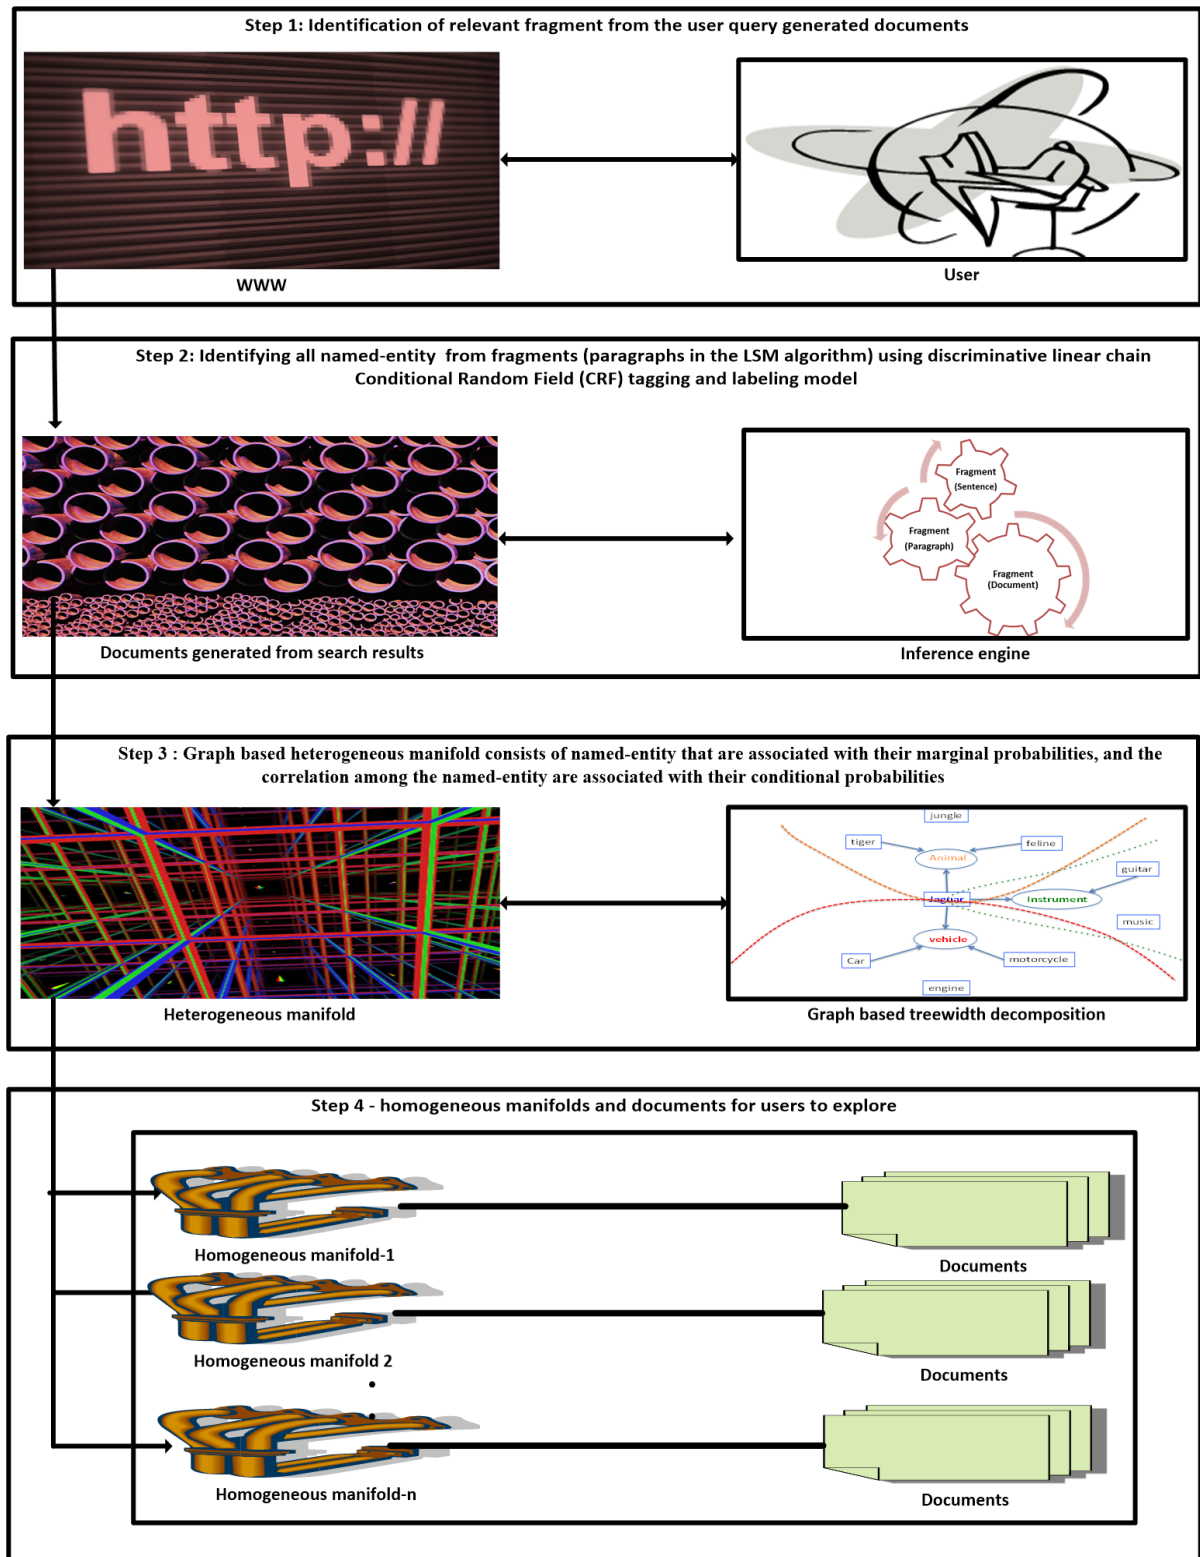 Step 1: Identification of relevant fragment from the user query generated documents
http://
WWW
User
Step 2: Identifying all named-entity from fragments (paragraphs in the LSM algorithm) using discriminative linear chain
Conditional Random Field (CRF) tagging and labeling model
Fragment
(Sentence)
Fragment
(Paragraph)
Fragment
(Document)
Documents generated from search results
Inference engine
Step 3 : Graph based heterogeneous manifold consists of named-entity that are associated with their marginal probabilities, and the
correlation among the named-entity are associated with their conditional probabilities
jungle
tiger
feline
Animal
guitar
Jaguar
Instrument
music
vehicle
Car
motorcycle
engine
Heterogeneous manifold
Graph based treewidth decomposition
Step 4 - homogeneous manifolds and documents for users to explore
Homogeneous manifold-1
Documents
Homogeneous manifold 2
Documents
Homogeneous manifold-n
Documents